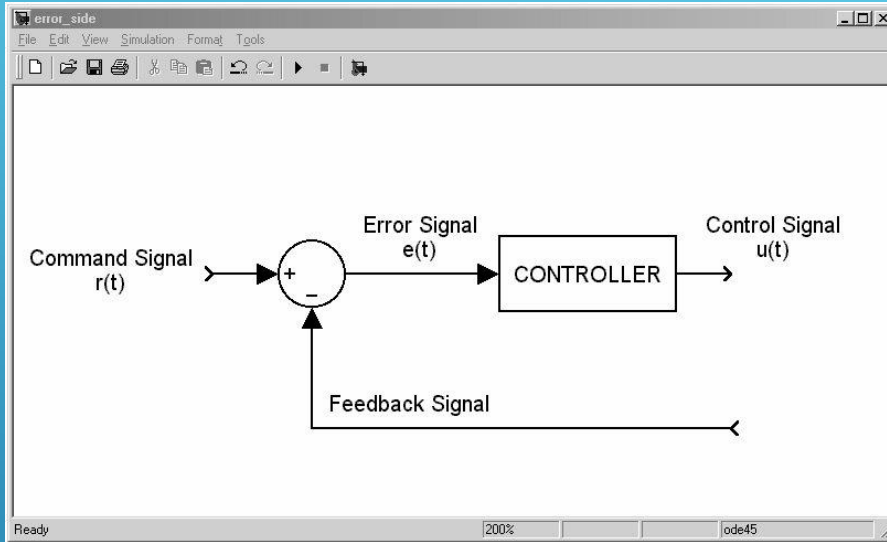 error_side
File Edit View Simulation Format Tools
Command Signal
r(t)
+
–
Error Signal
e(t)
CONTROLLER
Control Signal
u(t)
Feedback Signal
Ready 200% ode45